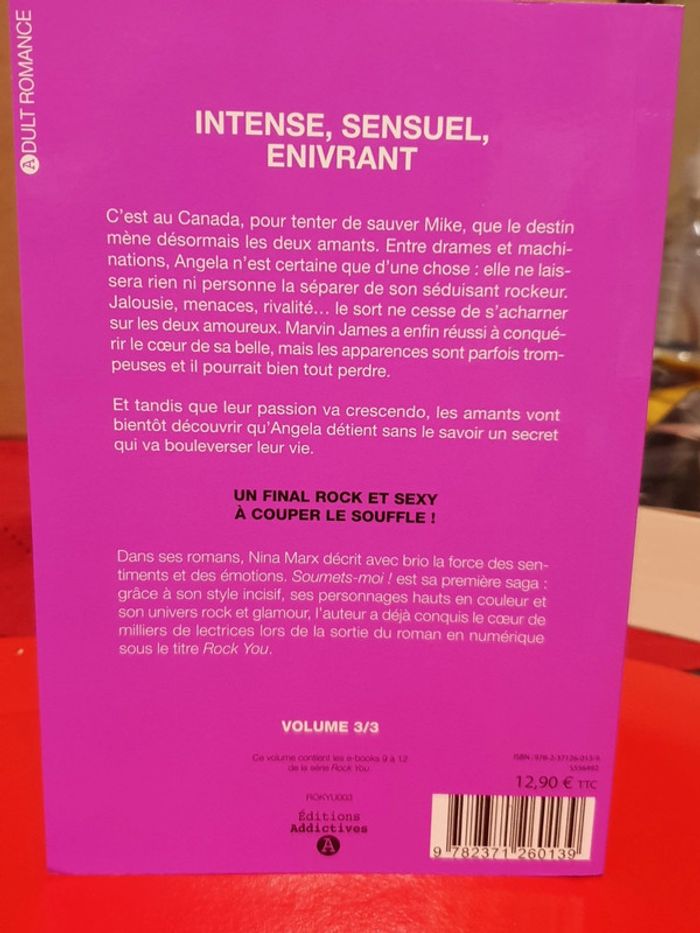 ADULT ROMANCE
INTENSE, SENSUEL,
ENIVRANT
C'est au Canada, pour tenter de sauver Mike, que le destin
mène désormais les deux amants. Entre drames et machi-
nations, Angela n'est certaine que d'une chose : elle ne lais-
sera rien ni personne la séparer de son séduisant rockeur.
Jalousie, menaces, rivalité… le sort ne cesse de s'acharner
sur les deux amoureux. Marvin James a enfin réussi à conqué-
rir le cœur de sa belle, mais les apparences sont parfois trom-
peuses et il pourrait bien tout perdre.
Et tandis que leur passion va crescendo, les amants vont
bientôt découvrir qu'Angela détient sans le savoir un secret
qui va bouleverser leur vie.
UN FINAL ROCK ET SEXY
À COUPER LE SOUFFLE !
Dans ses romans, Nina Marx décrit avec brio la force des sen-
timents et des émotions. Soumets-moi ! est sa première saga :
grâce à son style incisif, ses personnages hauts en couleur et
son univers rock et glamour, l'auteur a déjà conquis le cœur de
milliers de lectrices lors de la sortie du roman en numérique
sous le titre Rock You.
VOLUME 3/3
Ce volume contient les e-books 9 à 12
de la série Rock You
ISBN : 978-2-37126-013-9
5556492
12,90 € TTC
ROKYU003
Éditions
Addictives
A
9 782371 260139